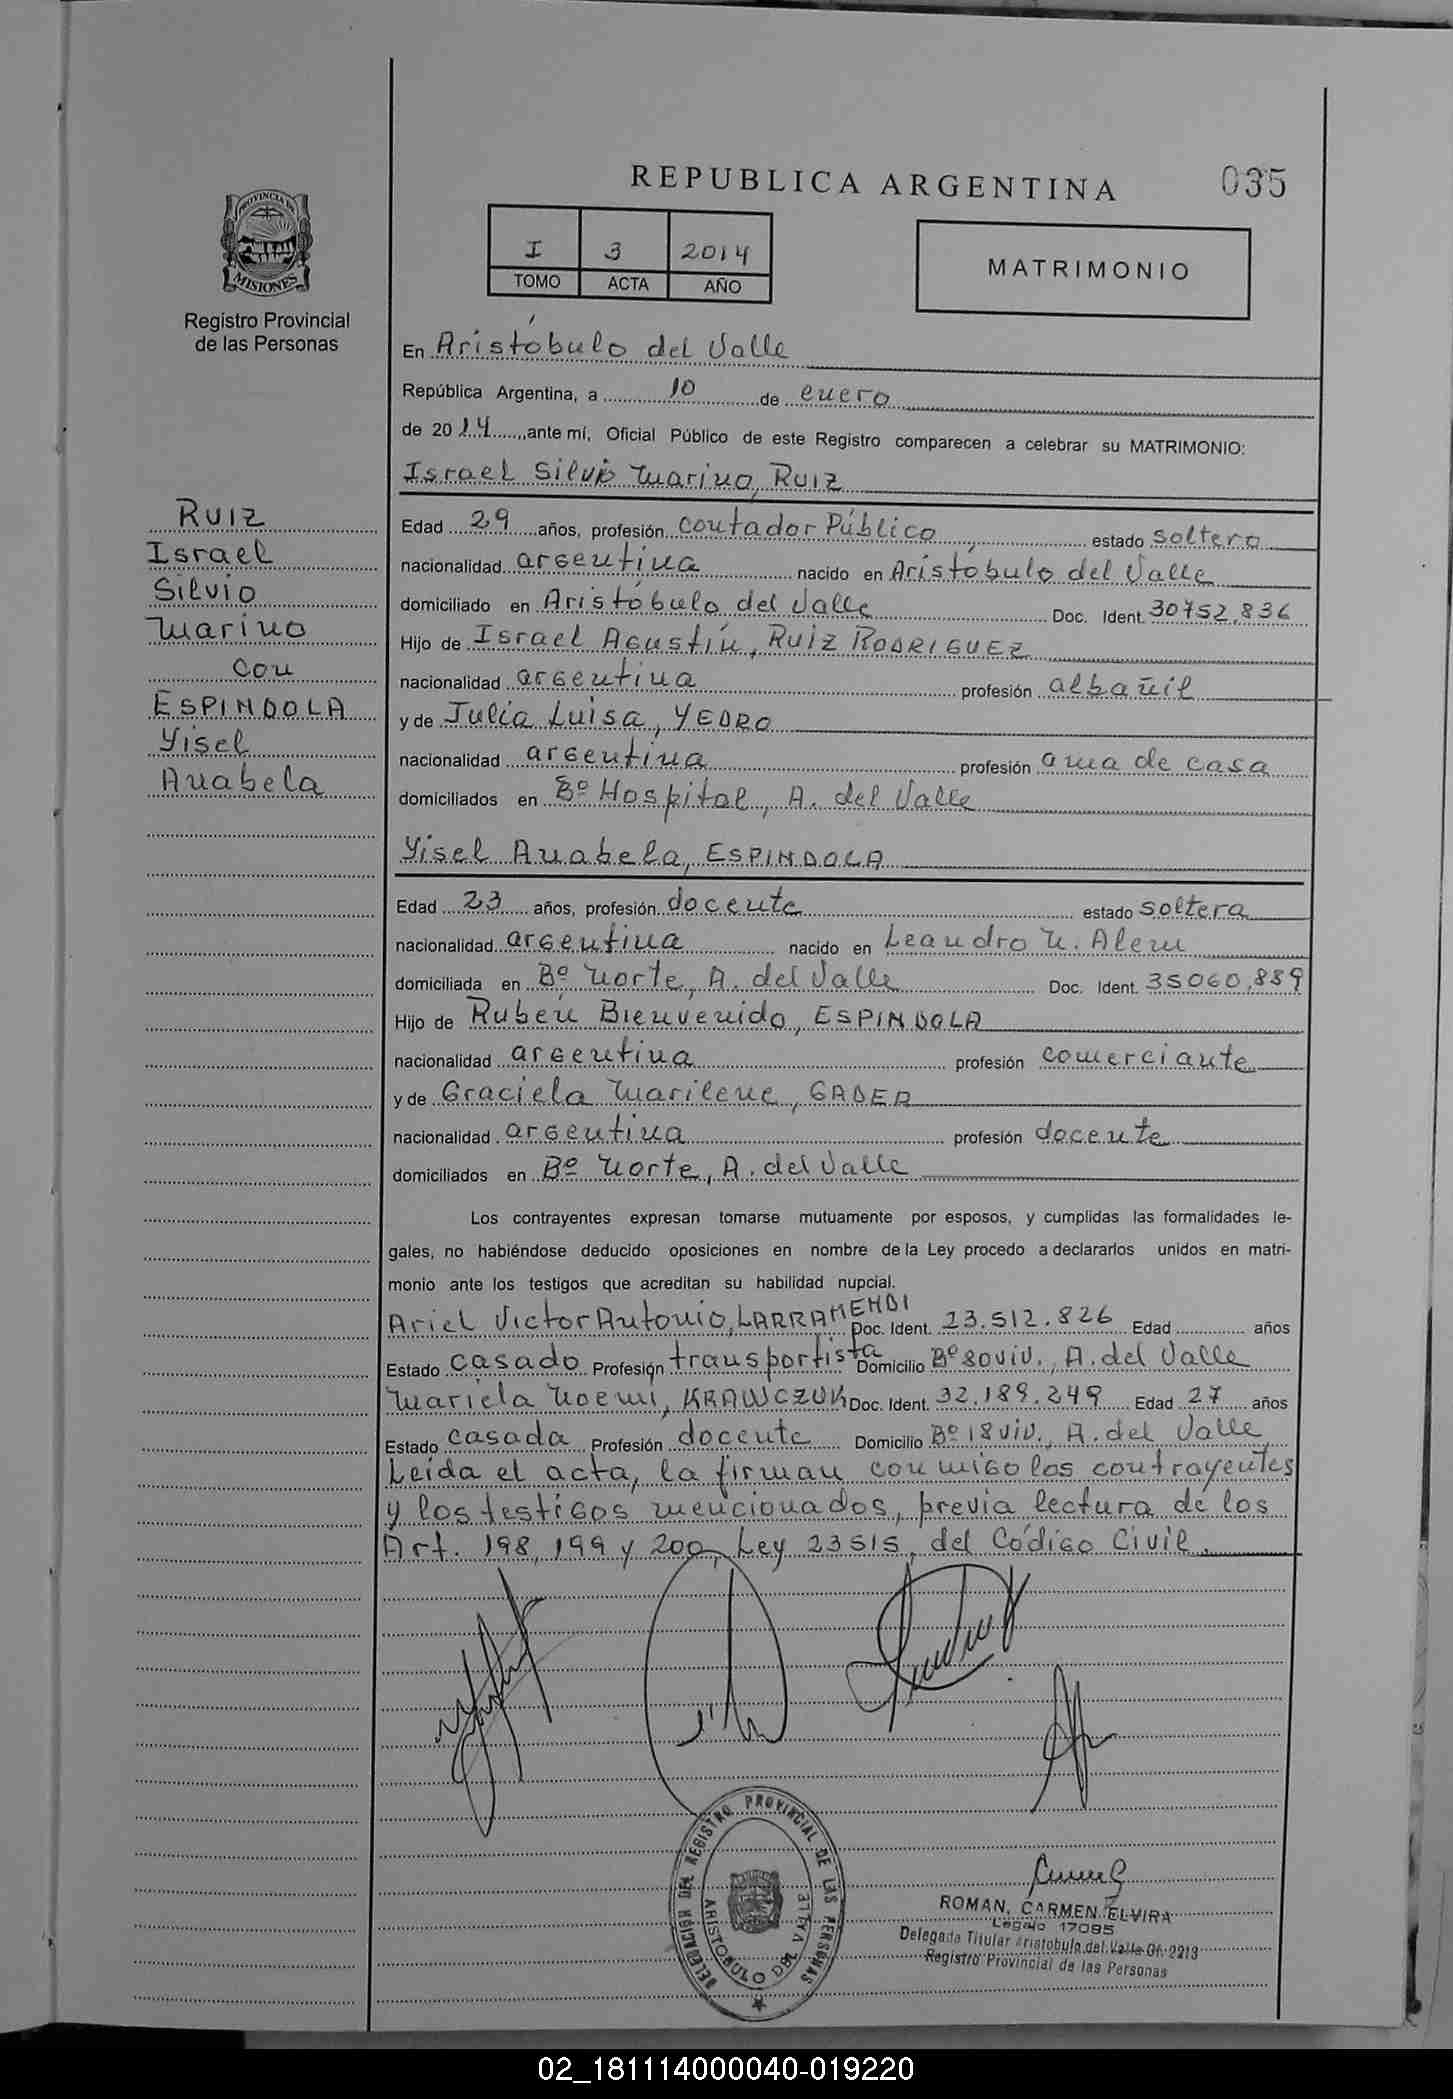 REPUBLICA ARGENTINA
035
PROVINCIA DE
MISIONES
Registro Provincial
de las Personas
I 3 2014
TOMO ACTA AÑO
MATRIMONIO
En Aristóbulo del Valle
República Argentina, a 10 de enero
de 2014, ante mí, Oficial Público de este Registro comparecen a celebrar su MATRIMONIO:
Israel Silvio Marino, RUIZ
RUIZ
Israel
Silvio
Marino
con
ESPINDOLA
Yisel
Anabela
Edad 29 años, profesión Contador Público, estado soltero
nacionalidad argentina nacido en Aristóbulo del Valle
domiciliado en Aristóbulo del Valle Doc. Ident. 30752.836
Hijo de Israel Agustín, RUIZ RODRIGUEZ
nacionalidad argentina profesión albañil
y de Julia Luisa, YEDRO
nacionalidad argentina profesión ama de casa
domiciliados en Bº Hospital, A. del Valle
Yisel Anabela, ESPINDOLA
Edad 23 años, profesión docente estado soltera
nacionalidad argentina nacido en Leandro N. Alem
domiciliada en Bº Norte, A. del Valle Doc. Ident. 35060.889
Hijo de Rubén Bienvenido, ESPINDOLA
nacionalidad argentina profesión comerciante
y de Graciela Marilene, GADER
nacionalidad argentina profesión docente
domiciliados en Bº Norte, A. del Valle
Los contrayentes expresan tomarse mutuamente por esposos, y cumplidas las formalidades le-
gales, no habiéndose deducido oposiciones en nombre de la Ley procedo a declararlos unidos en matri-
monio ante los testigos que acreditan su habilidad nupcial.
Ariel Victor Antonio, LARRAMENDI Doc. Ident. 23.512.826 Edad años
Estado casado Profesión transportista Domicilio Bº 80 viv., A. del Valle
Mariela Noemi, KRAWCZUK Doc. Ident. 32.189.249 Edad 27 años
Estado casada Profesión docente Domicilio Bº 18 viv., A. del Valle
Leída el acta, la firman conmigo los contrayentes
y los testigos mencionados, previa lectura de los
Art. 198, 199 y 200, Ley 23515, del Código Civil.
DELEGACIÓN DEL REGISTRO PROVINCIAL DE LAS PERSONAS
ARISTOBULO DEL VALLE
ROMAN, CARMEN ELVIRA
Legajo 17095
Delegada Titular Aristobulo del Valle Of. 2213
Registro Provincial de las Personas
02_181114000040-019220